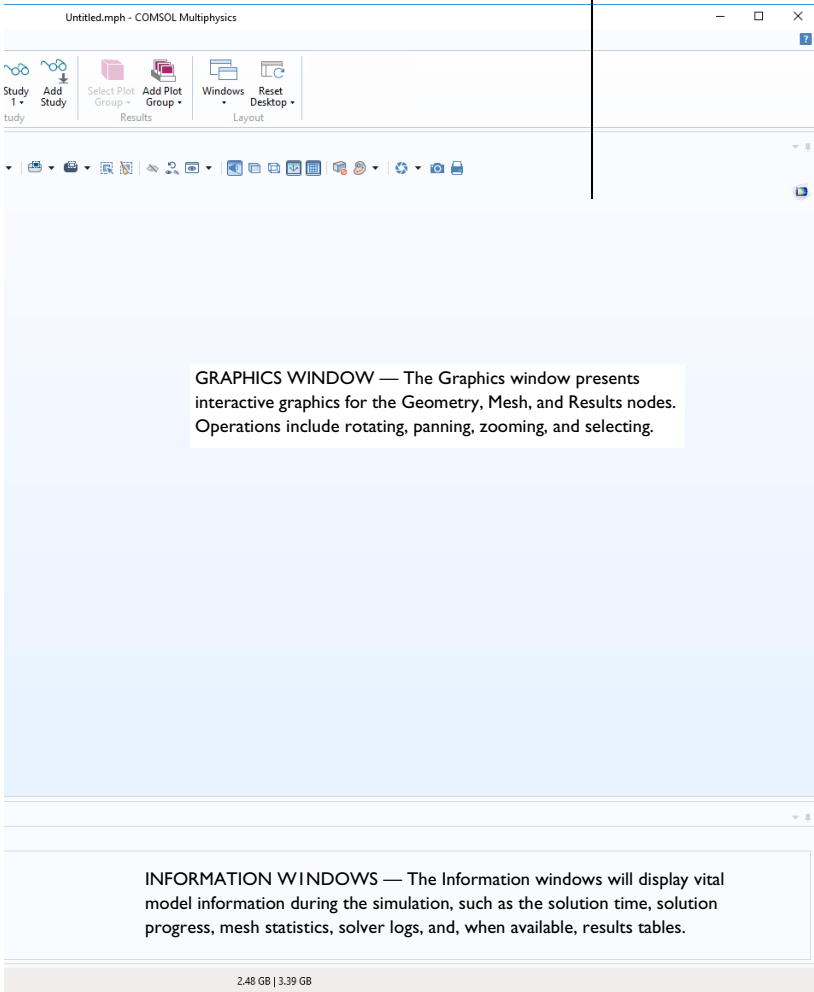 Untitled.mph - COMSOL Multiphysics
?
Study
1
Add
Study
Select Plot
Group
Add Plot
Group
Windows
Reset
Desktop
tudy
Results
Layout
GRAPHICS WINDOW — The Graphics window presents
interactive graphics for the Geometry, Mesh, and Results nodes.
Operations include rotating, panning, zooming, and selecting.
INFORMATION WINDOWS — The Information windows will display vital
model information during the simulation, such as the solution time, solution
progress, mesh statistics, solver logs, and, when available, results tables.
2.48 GB | 3.39 GB